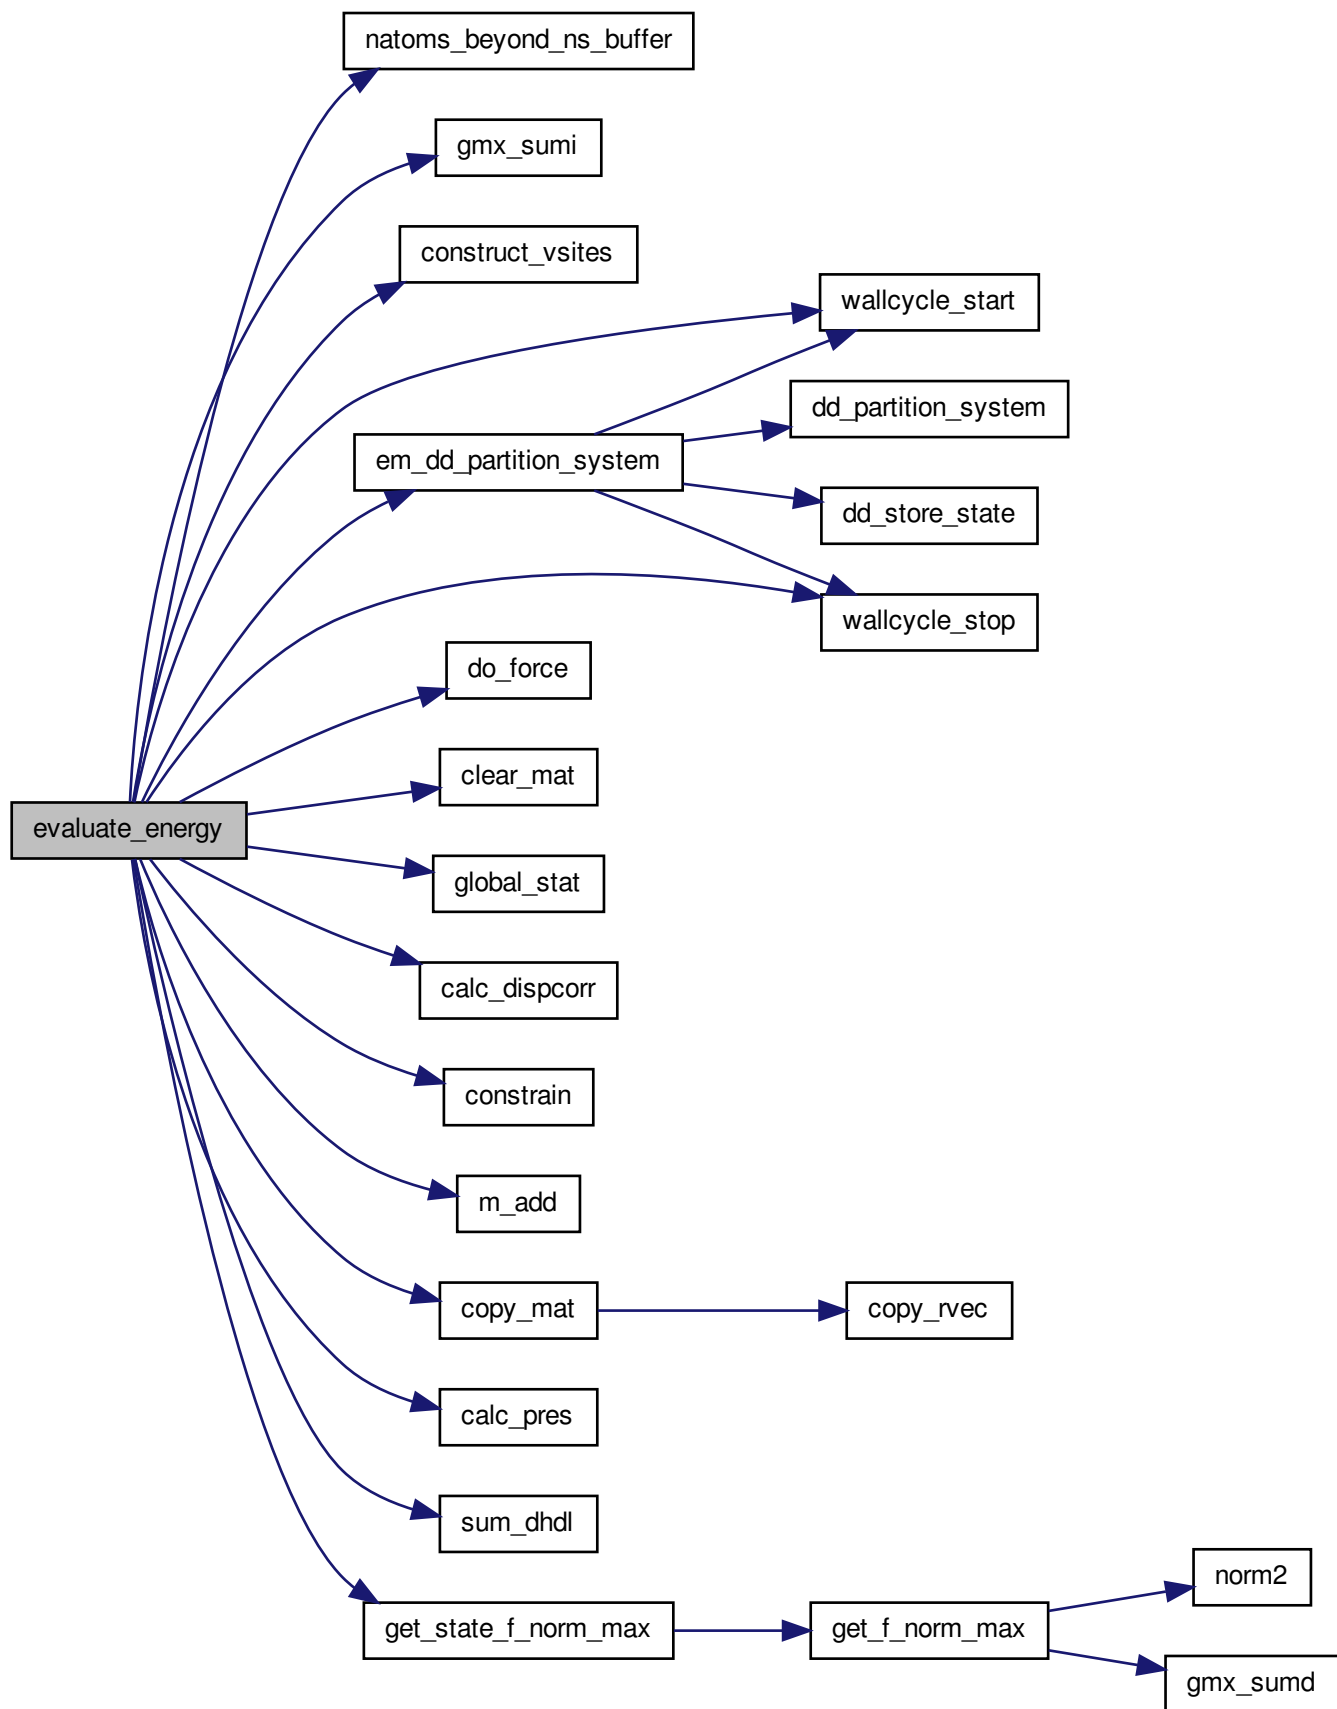 natoms_beyond_ns_buffer
gmx_sumi
construct_vsites
wallcycle_start
dd_partition_system
em_dd_partition_system
dd_store_state
wallcycle_stop
do_force
clear_mat
evaluate_energy
global_stat
calc_dispcorr
constrain
m_add
copy_mat
copy_rvec
calc_pres
sum_dhdl
norm2
get_state_f_norm_max
get_f_norm_max
gmx_sumd